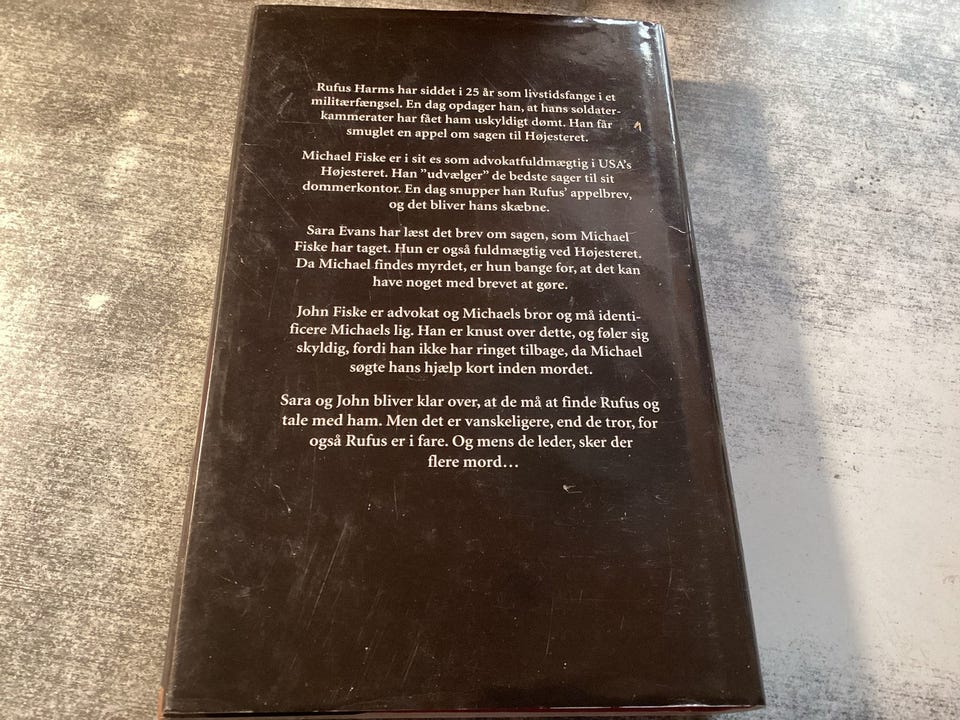 Rufus Harms har siddet i 25 år som livstidsfange i et
militærfængsel. En dag opdager han, at hans soldater-
kammerater har fået ham uskyldigt dømt. Han får
smuglet en appel om sagen til Højesteret.
Michael Fiske er i sit es som advokatfuldmægtig i USA's
Højesteret. Han ”udvælger” de bedste sager til sit
dommerkontor. En dag snupper han Rufus' appelbrev,
og det bliver hans skæbne.
Sara Evans har læst det brev om sagen, som Michael
Fiske har taget. Hun er også fuldmægtig ved Højesteret.
Da Michael findes myrdet, er hun bange for, at det kan
have noget med brevet at gøre.
John Fiske er advokat og Michaels bror og må identi-
ficere Michaels lig. Han er knust over dette, og føler sig
skyldig, fordi han ikke har ringet tilbage, da Michael
søgte hans hjælp kort inden mordet.
Sara og John bliver klar over, at de må at finde Rufus og
tale med ham. Men det er vanskeligere, end de tror, for
også Rufus er i fare. Og mens de leder, sker der
flere mord…